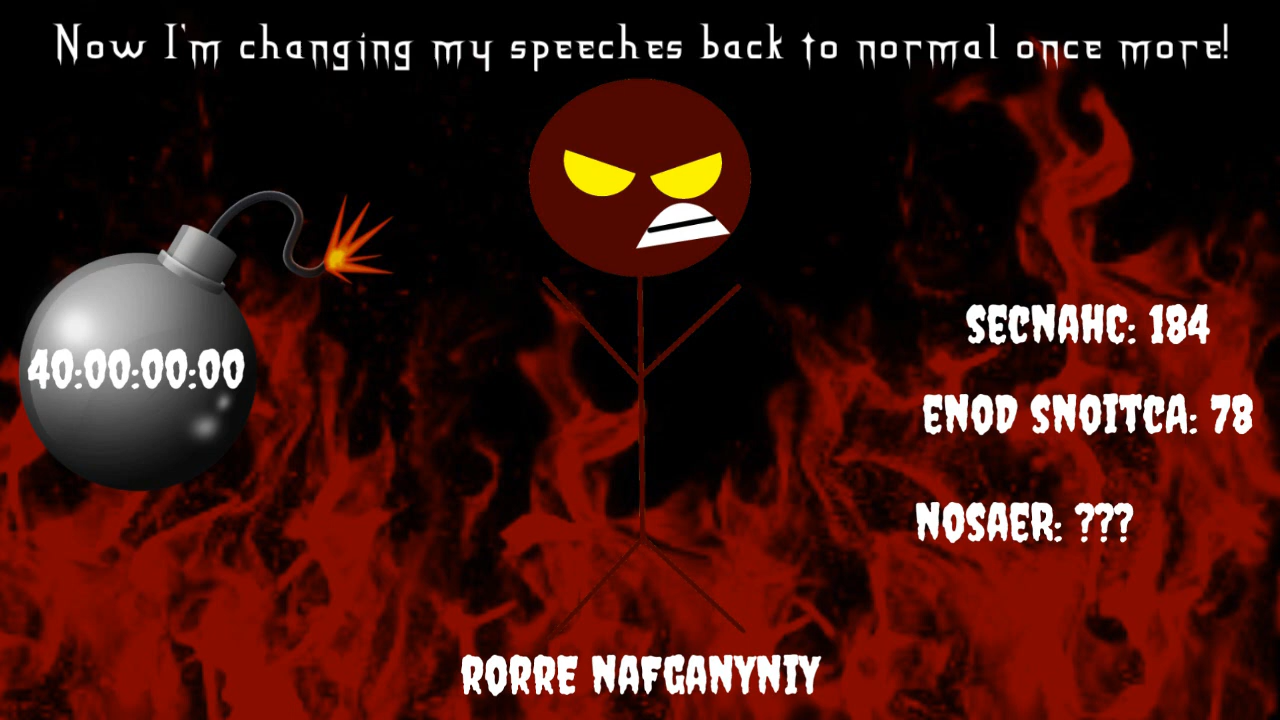 Now I'm changing my speeches back to normal once more!
40:00:00:00
SECNAHC: 184
ENOD SNOITCA: 78
NOSAER: ???
RORRE NAFGANYNIY